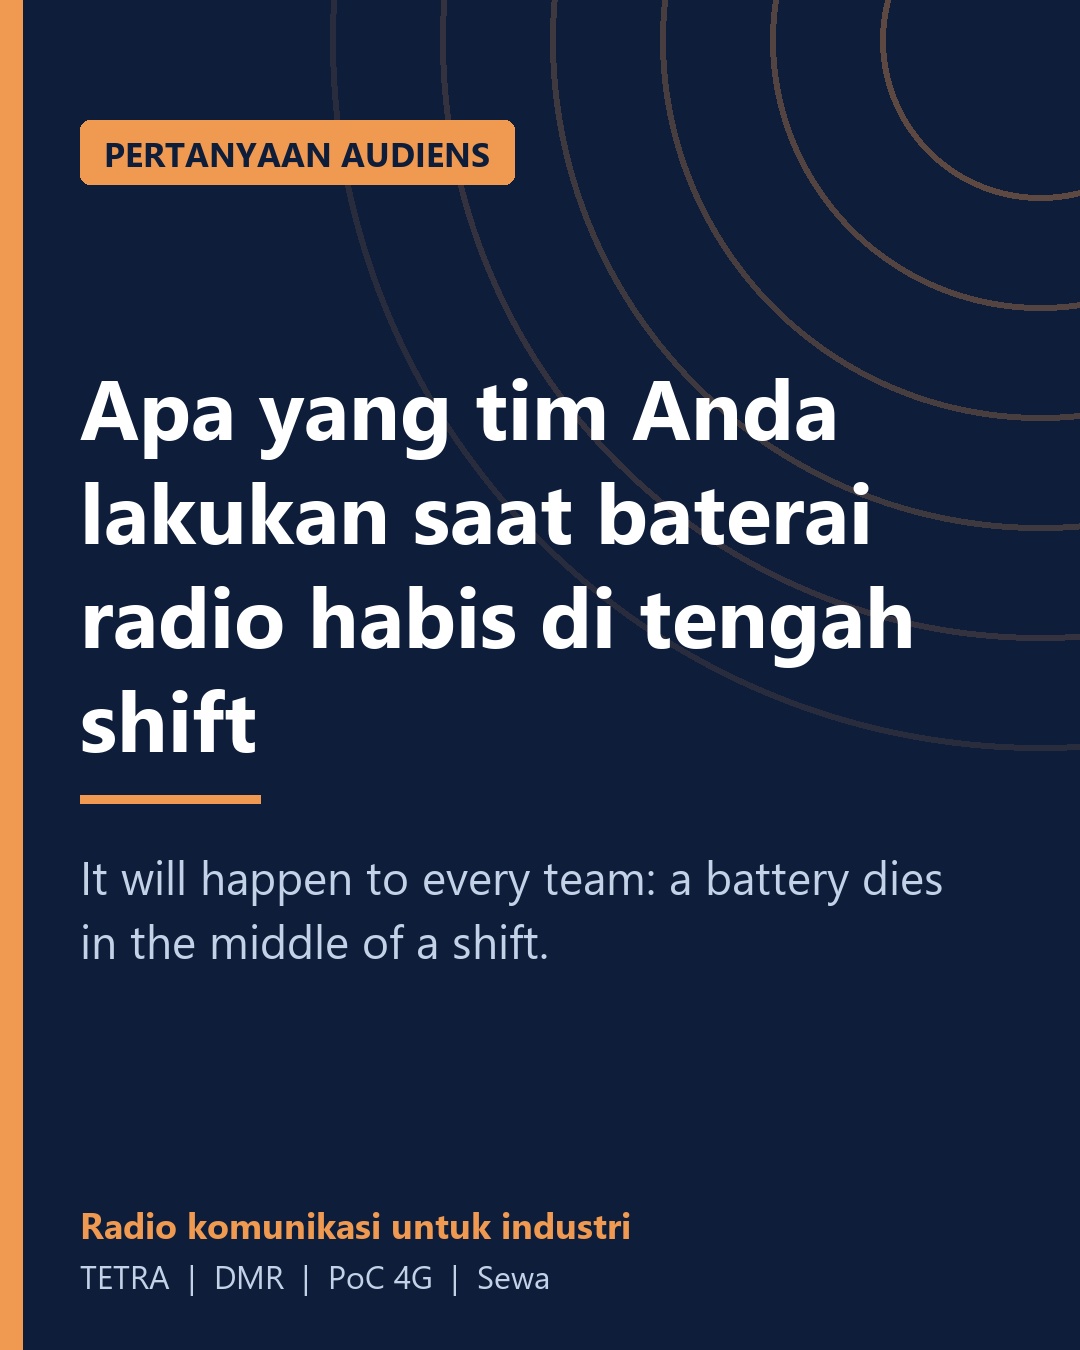 PERTANYAAN AUDIENS
Apa yang tim Anda
lakukan saat baterai
radio habis di tengah
shift
It will happen to every team: a battery dies
in the middle of a shift.
Radio komunikasi untuk industri
TETRA | DMR | PoC 4G | Sewa